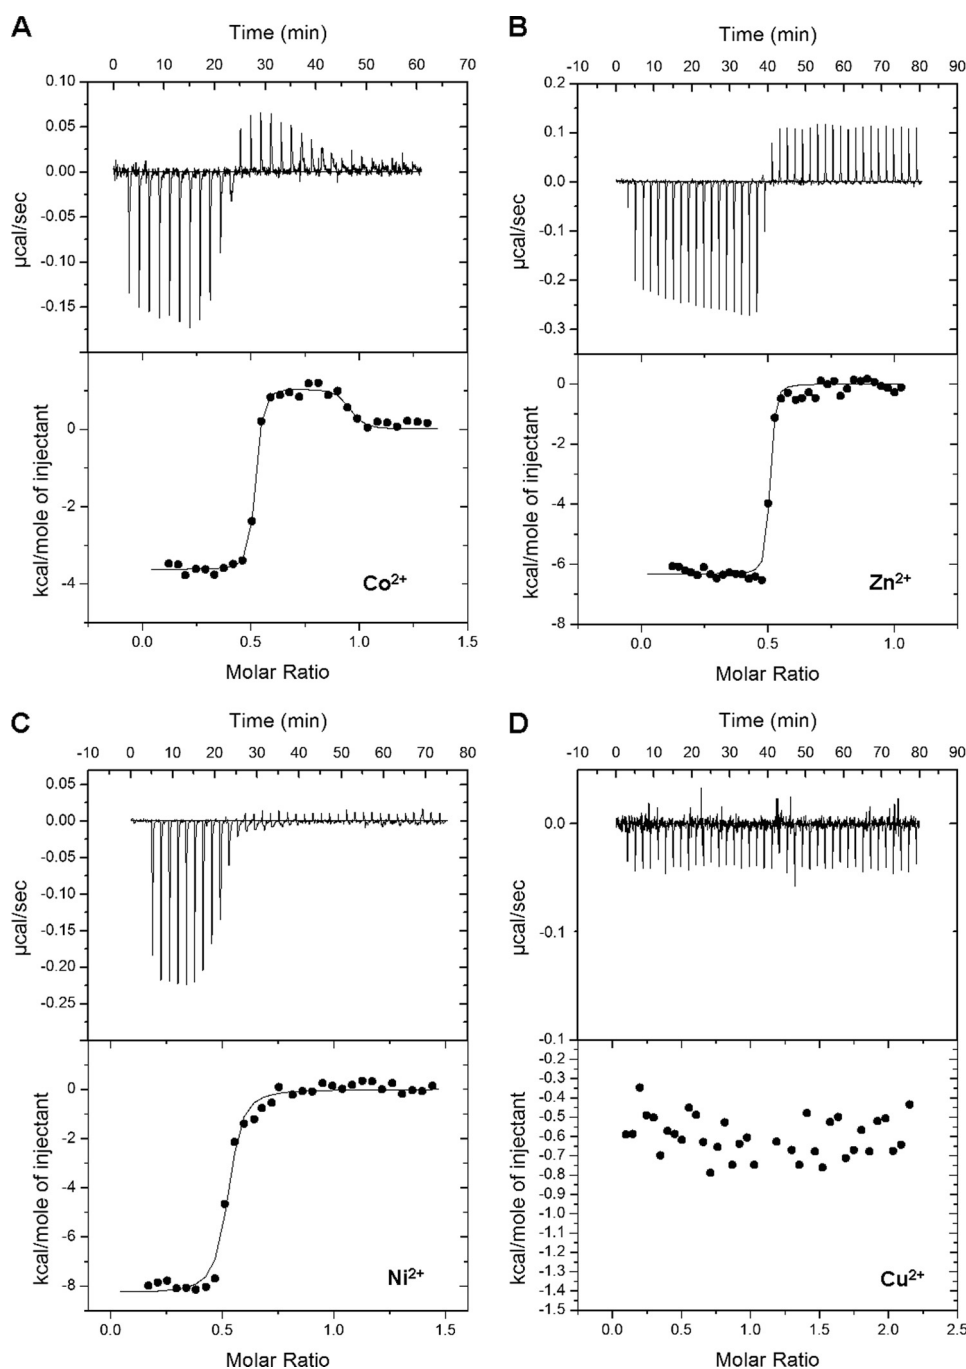 A
Time (min)
0 10 20 30 40 50 60 70
0.10
0.05
0.00
-0.05
-0.10
-0.15
µcal/sec
0
-2
-4
kcal/mole of injectant
Co2+
0.0 0.5 1.0 1.5
Molar Ratio
B
Time (min)
-10 0 10 20 30 40 50 60 70 80 90
0.2
0.1
0.0
-0.1
-0.2
-0.3
µcal/sec
0
-2
-4
-6
-8
kcal/mole of injectant
Zn2+
0.0 0.5 1.0
Molar Ratio
C
Time (min)
-10 0 10 20 30 40 50 60 70 80
0.05
0.00
-0.05
-0.10
-0.15
-0.20
-0.25
µcal/sec
0
-2
-4
-6
-8
kcal/mole of injectant
Ni2+
0.0 0.5 1.0 1.5
Molar Ratio
D
Time (min)
-10 0 10 20 30 40 50 60 70 80 90
0.0
-0.1
-0.1
µcal/sec
-0.2
-0.3
-0.4
-0.5
-0.6
-0.7
-0.8
-0.9
-1.0
-1.1
-1.2
-1.3
-1.4
-1.5
kcal/mole of injectant
Cu2+
0.0 0.5 1.0 1.5 2.0 2.5
Molar Ratio